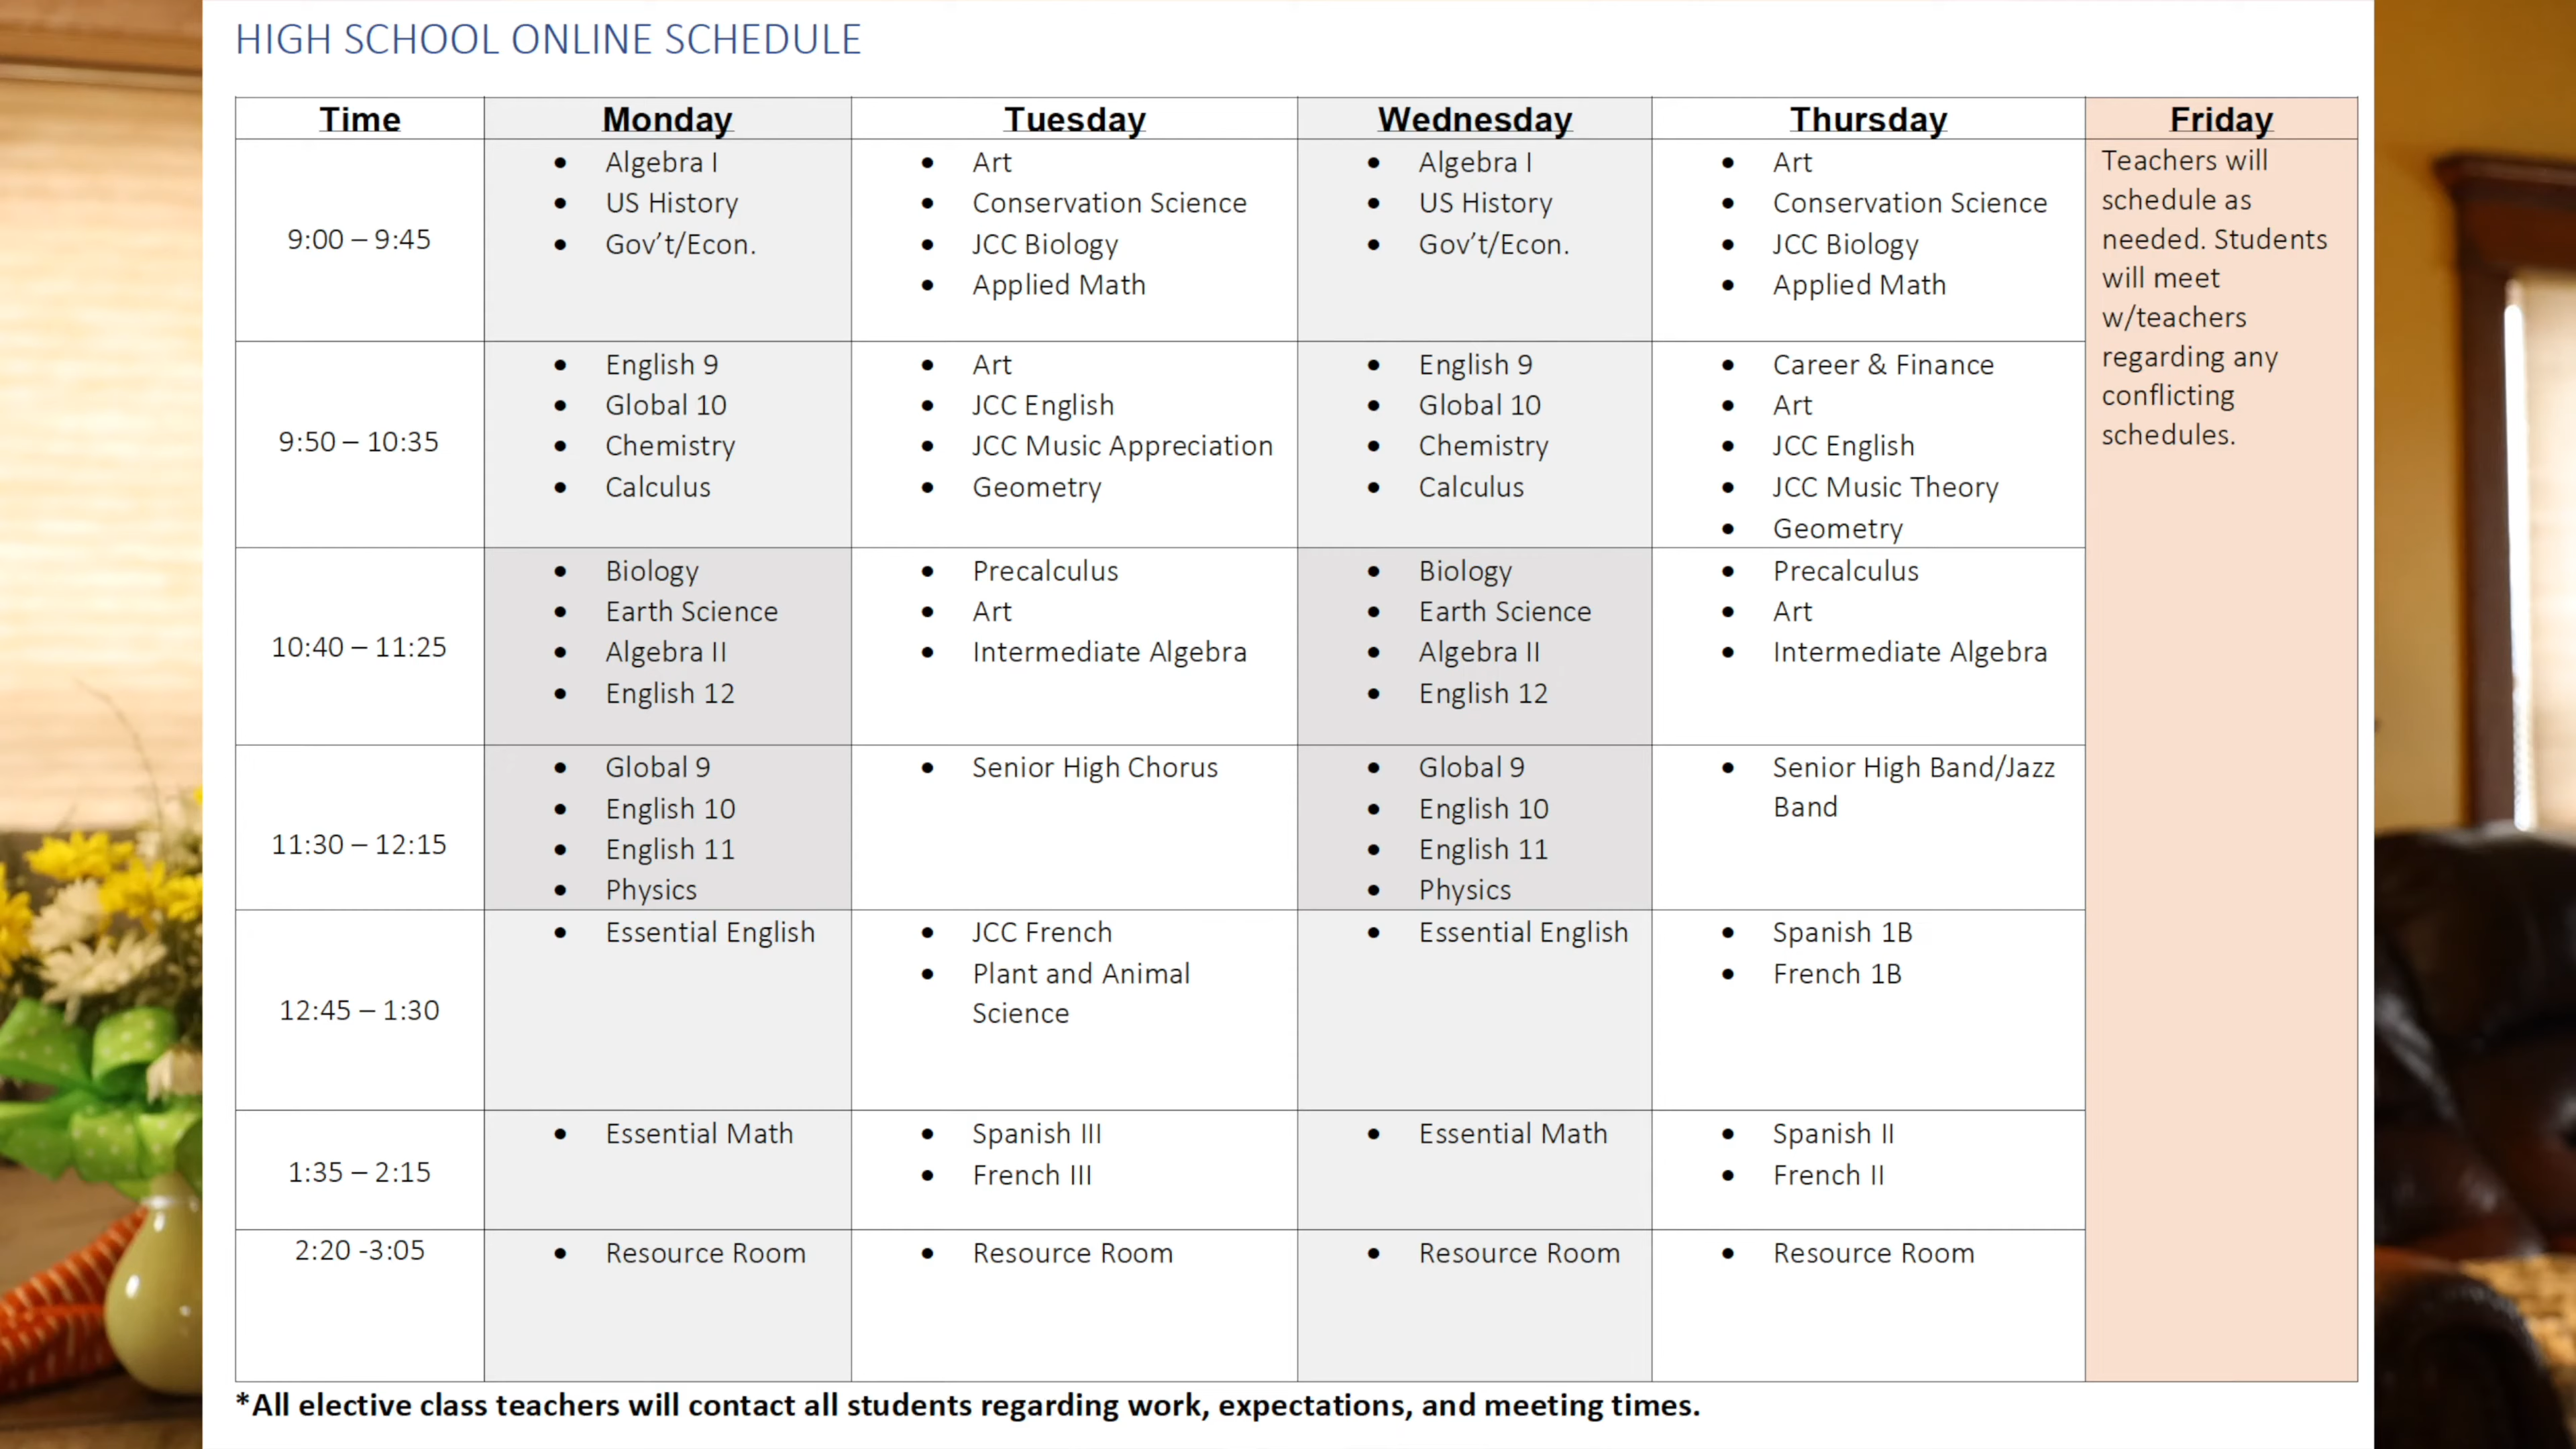 HIGH SCHOOL ONLINE SCHEDULE
Time Monday Tuesday Wednesday Thursday Friday
9:00 – 9:45
• Algebra I
• US History
• Gov't/Econ.
• Art
• Conservation Science
• JCC Biology
• Applied Math
• Algebra I
• US History
• Gov't/Econ.
• Art
• Conservation Science
• JCC Biology
• Applied Math
Teachers will
schedule as
needed. Students
will meet
w/teachers
regarding any
conflicting
schedules.
9:50 – 10:35
• English 9
• Global 10
• Chemistry
• Calculus
• Art
• JCC English
• JCC Music Appreciation
• Geometry
• English 9
• Global 10
• Chemistry
• Calculus
• Career & Finance
• Art
• JCC English
• JCC Music Theory
• Geometry
10:40 – 11:25
• Biology
• Earth Science
• Algebra II
• English 12
• Precalculus
• Art
• Intermediate Algebra
• Biology
• Earth Science
• Algebra II
• English 12
• Precalculus
• Art
• Intermediate Algebra
11:30 – 12:15
• Global 9
• English 10
• English 11
• Physics
• Senior High Chorus
• Global 9
• English 10
• English 11
• Physics
• Senior High Band/Jazz
Band
12:45 – 1:30
• Essential English
• JCC French
• Plant and Animal
Science
• Essential English
• Spanish 1B
• French 1B
1:35 – 2:15
• Essential Math
• Spanish III
• French III
• Essential Math
• Spanish II
• French II
2:20 -3:05
• Resource Room
• Resource Room
• Resource Room
• Resource Room
*All elective class teachers will contact all students regarding work, expectations, and meeting times.